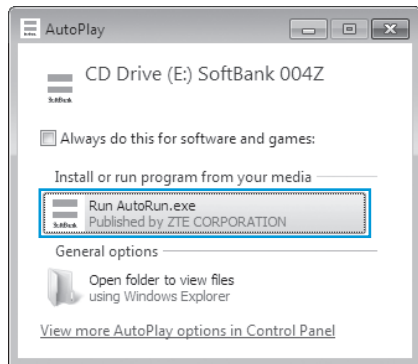 AutoPlay
CD Drive (E:) SoftBank 004Z
SoftBank
Always do this for software and games:
Install or run program from your media
Run AutoRun.exe
SoftBank
Published by ZTE CORPORATION
General options
Open folder to view files
using Windows Explorer
View more AutoPlay options in Control Panel